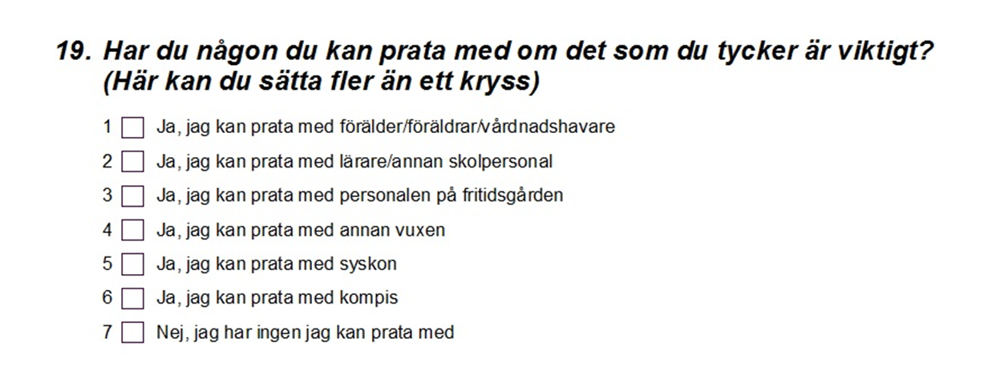 19. Har du någon du kan prata med om det som du tycker är viktigt?
(Här kan du sätta fler än ett kryss)
1 Ja, jag kan prata med förälder/föräldrar/vårdnadshavare
2 Ja, jag kan prata med lärare/annan skolpersonal
3 Ja, jag kan prata med personalen på fritidsgården
4 Ja, jag kan prata med annan vuxen
5 Ja, jag kan prata med syskon
6 Ja, jag kan prata med kompis
7 Nej, jag har ingen jag kan prata med